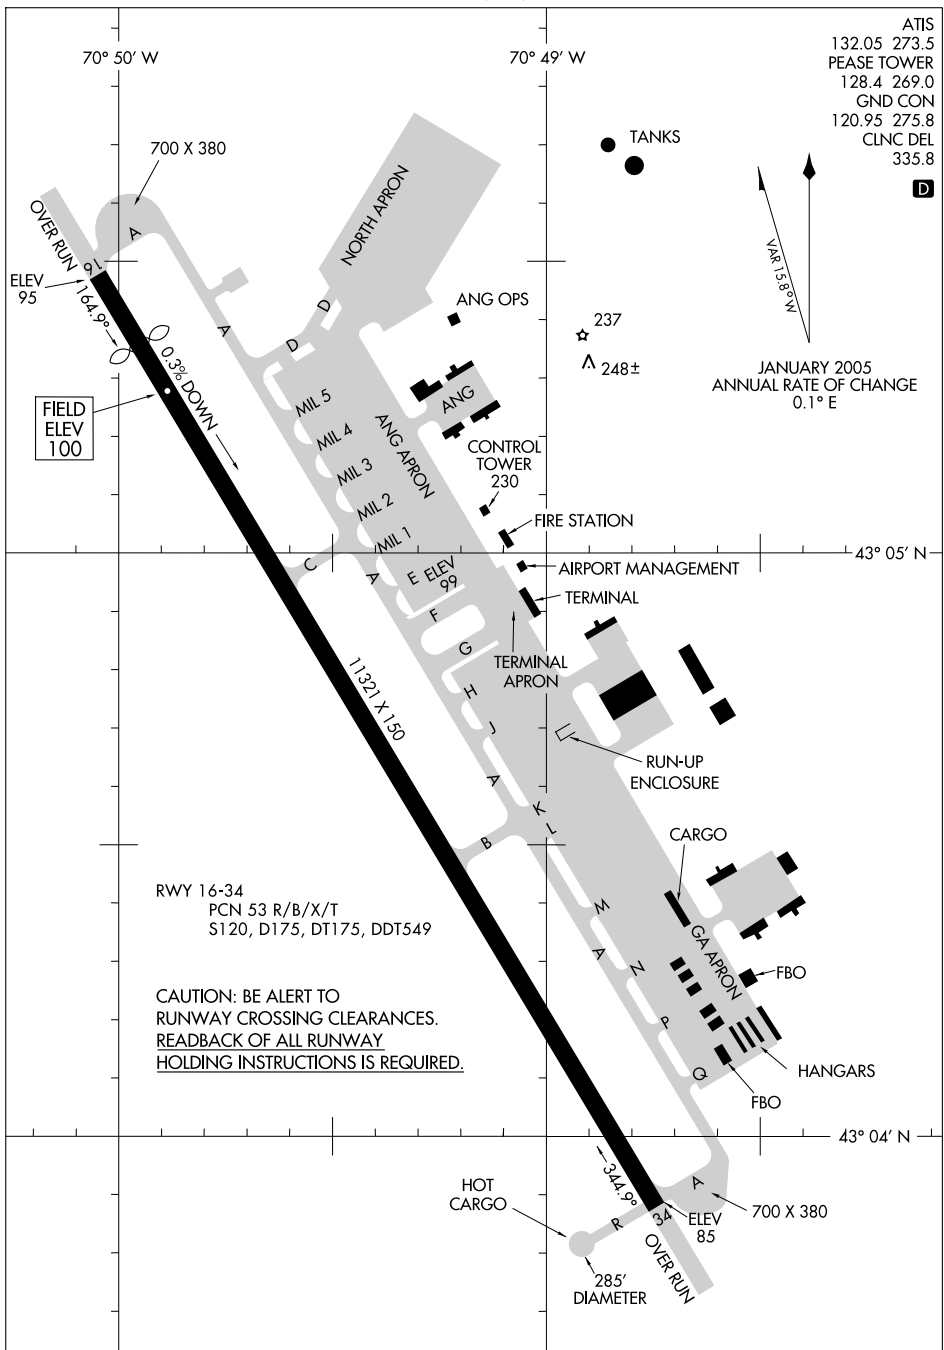 70° 50' W
70° 49' W
ATIS
132.05 273.5
PEASE TOWER
128.4 269.0
GND CON
120.95 275.8
CLNC DEL
335.8
D
700 X 380
TANKS
A
OVER RUN
NORTH APRON
VAR 15.8° W
ELEV
95
16
164.9°
ANG OPS
D
D
A
237
248±
JANUARY 2005
ANNUAL RATE OF CHANGE
0.1° E
0.3% DOWN
FIELD
ELEV
100
MIL 5
MIL 4
MIL 3
MIL 2
MIL 1
ANG APRON
ANG
CONTROL
TOWER
230
FIRE STATION
43° 05' N
C
A
E
ELEV
99
AIRPORT MANAGEMENT
TERMINAL
F
G
TERMINAL
APRON
H
J
11321 X 150
RUN-UP
ENCLOSURE
A
K
L
B
CARGO
RWY 16-34
PCN 53 R/B/X/T
S120, D175, DT175, DDT549
M
A
N
GA APRON
FBO
CAUTION: BE ALERT TO
RUNWAY CROSSING CLEARANCES.
READBACK OF ALL RUNWAY
HOLDING INSTRUCTIONS IS REQUIRED.
P
Q
HANGARS
FBO
43° 04' N
344.9°
HOT
CARGO
A
700 X 380
R
34
ELEV
85
OVER RUN
285'
DIAMETER